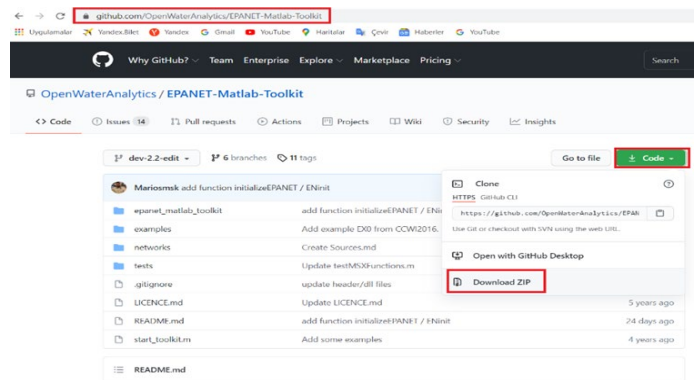 github.com/OpenWaterAnalytics/EPANET-Matlab-Toolkit
Uygulamalar Yandex.Bilet Yandex Gmail YouTube Haritalar Çevir Haberler YouTube
Why GitHub? Team Enterprise Explore Marketplace Pricing Search
OpenWaterAnalytics / EPANET-Matlab-Toolkit
Code Issues 14 Pull requests Actions Projects Wiki Security Insights
dev-2.2-edit 6 branches 11 tags Go to file Code
Mariosmsk add function initializeEPANET / ENinit
Clone
HTTPS GitHub CLI
epanet_matlab_toolkit add function initializeEPANET / ENi
https://github.com/OpenWaterAnalytics/EPAN
examples Add example EX0 from CCWI2016.
Use Git or checkout with SVN using the web URL.
networks Create Sources.md
Open with GitHub Desktop
tests Update testMSXFunctions.m
.gitignore update header/dll files
Download ZIP
LICENCE.md Update LICENCE.md 5 years ago
README.md add function initializeEPANET / ENinit 24 days ago
start_toolkit.m Add some examples 4 years ago
README.md